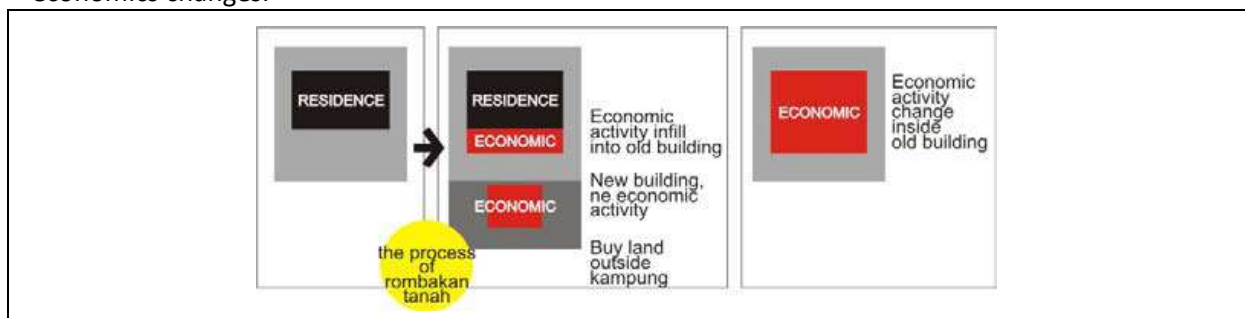 economics changes.
RESIDENCE
the process
of
rombakan
tanah
RESIDENCE
ECONOMIC
Economic
activity infill
into old building
ECONOMIC
New building,
ne economic
activity
Buy land
outside
kampung
ECONOMIC
Economic
activity
change
inside
old building